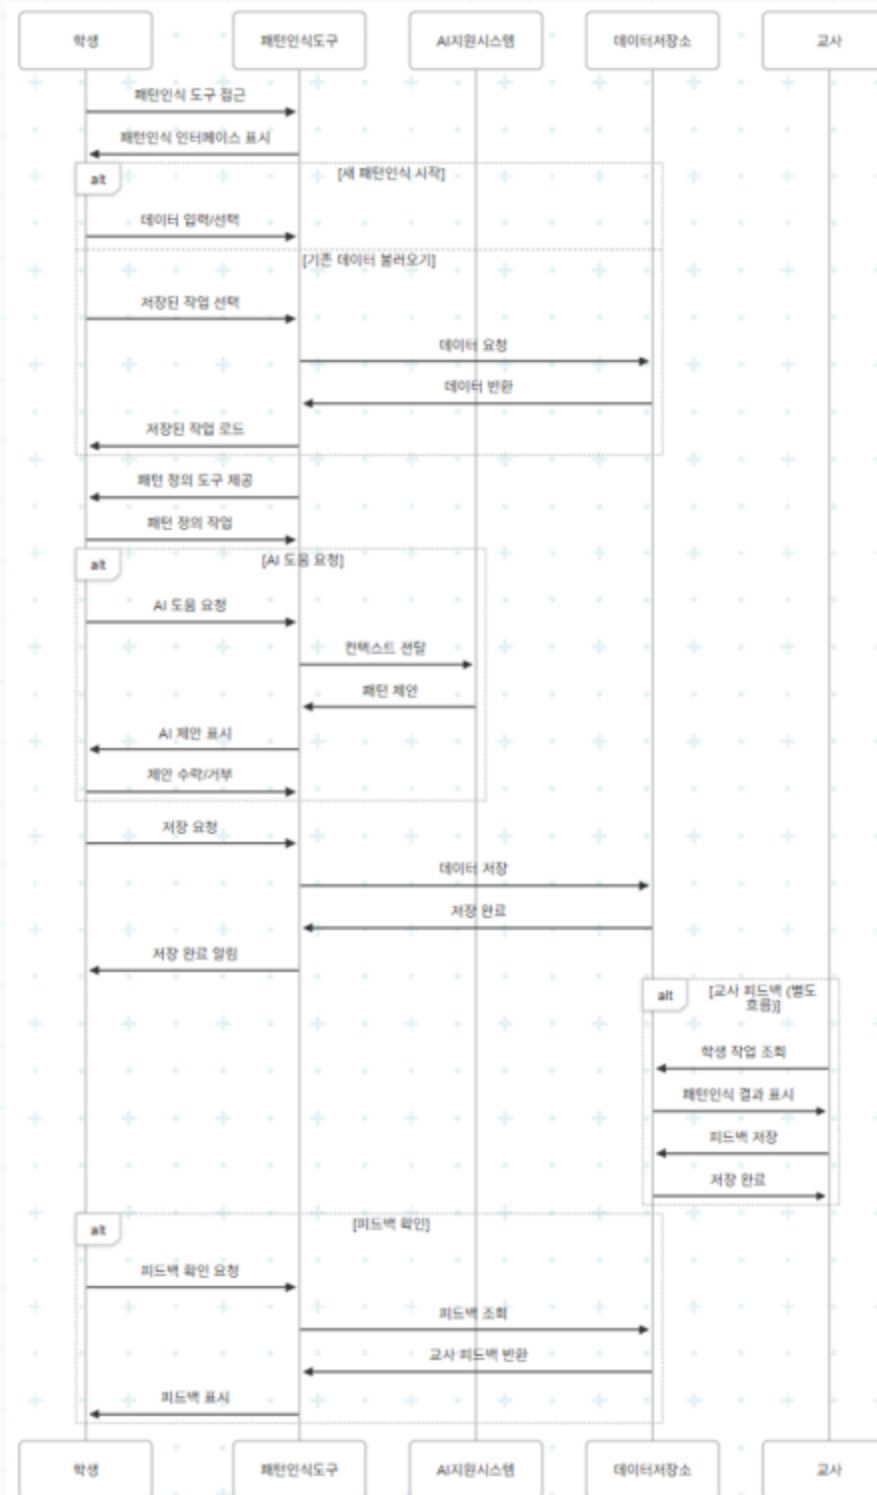 학생
패턴인식도구
AI지원시스템
데이터저장소
교사
패턴인식 도구 접근
패턴인식 인터페이스 표시
alt
[새 패턴인식 시작]
데이터 입력/선택
[기존 데이터 불러오기]
저장된 작업 선택
데이터 요청
데이터 반환
저장된 작업 로드
패턴 정의 도구 제공
패턴 정의 작업
alt
[AI 도움 요청]
AI 도움 요청
컨텍스트 전달
패턴 제안
AI 제안 표시
제안 수락/거부
저장 요청
데이터 저장
저장 완료
저장 완료 알림
alt
[교사 피드백 (별도
흐름)]
학생 작업 조회
패턴인식 결과 표시
피드백 저장
저장 완료
alt
[피드백 확인]
피드백 확인 요청
피드백 조회
교사 피드백 반환
피드백 표시
학생
패턴인식도구
AI지원시스템
데이터저장소
교사